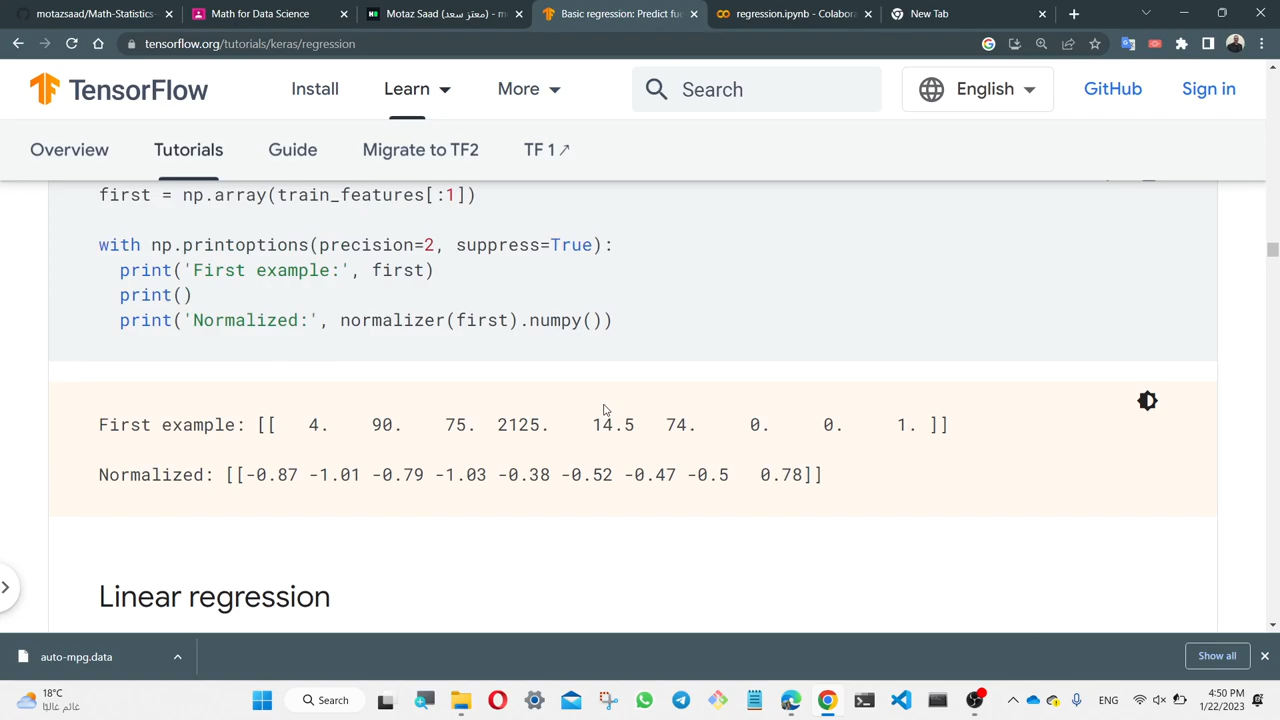 motazsaad/Math-Statistics-
Math for Data Science
Motaz Saad (معتز سعد) - mo
Basic regression: Predict fue
regression.ipynb - Colabora
New Tab
tensorflow.org/tutorials/keras/regression
TensorFlow
Install
Learn
More
Search
English
GitHub
Sign in
Overview
Tutorials
Guide
Migrate to TF2
TF 1
first = np.array(train_features[:1])
with np.printoptions(precision=2, suppress=True):
print('First example:', first)
print()
print('Normalized:', normalizer(first).numpy())
First example: [[ 4. 90. 75. 2125. 14.5 74. 0. 0. 1. ]]
Normalized: [[-0.87 -1.01 -0.79 -1.03 -0.38 -0.52 -0.47 -0.5 0.78]]
Linear regression
auto-mpg.data
Show all
18°C
غائم غالبًا
Search
ENG
4:50 PM
1/22/2023